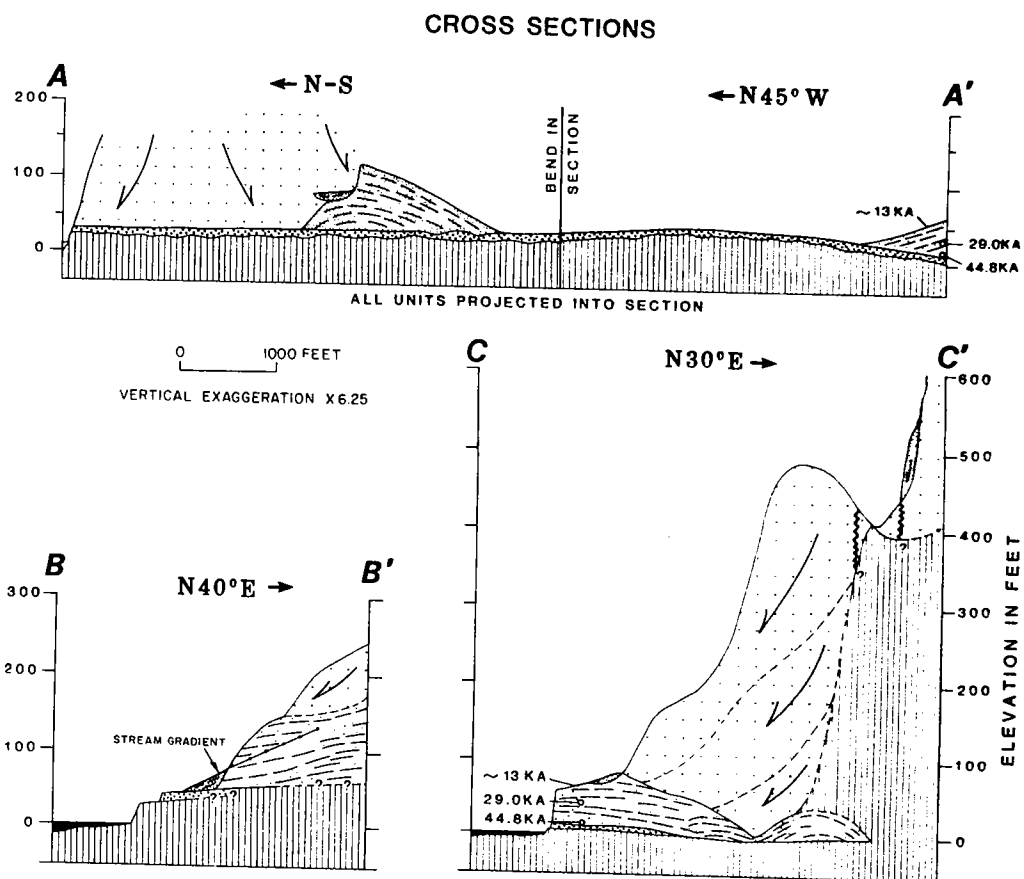 CROSS SECTIONS
A
← N-S
← N45°W
A'
200
100
0
BEND IN
SECTION
~ 13 KA
29.0KA
44.8KA
ALL UNITS PROJECTED INTO SECTION
0 1000 FEET
VERTICAL EXAGGERATION X 6.25
C
N30°E →
C'
600
500
400
300
200
100
0
ELEVATION IN FEET
?
?
~ 13 KA
29.0KA
44.8KA
B
N40°E →
B'
300
200
100
0
STREAM GRADIENT
? ? ? ?